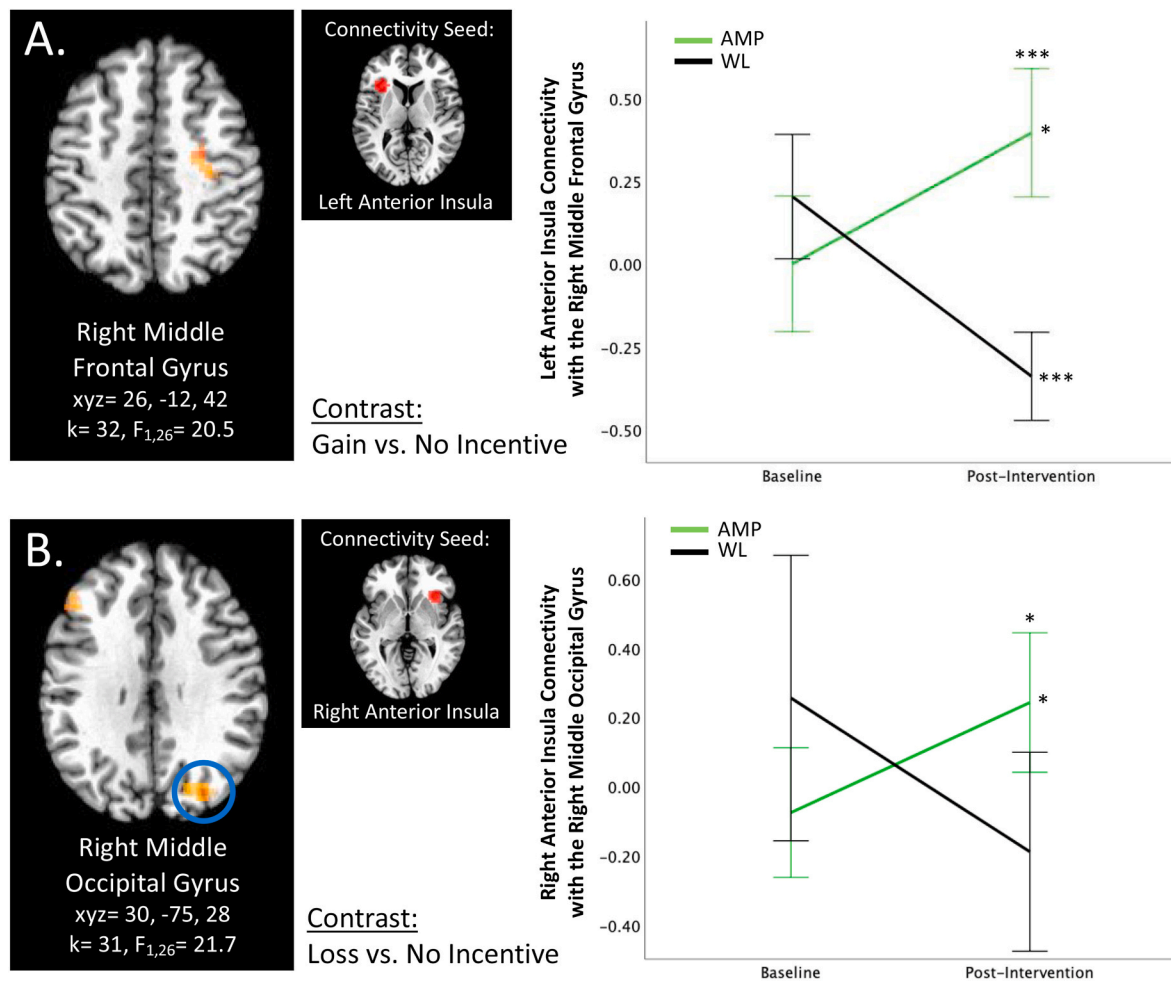 A.
Connectivity Seed:
Left Anterior Insula
Right Middle
Frontal Gyrus
xyz= 26, -12, 42
k= 32, F1,26= 20.5
Contrast:
Gain vs. No Incentive
Left Anterior Insula Connectivity
with the Right Middle Frontal Gyrus
AMP
WL
***
*
***
0.50
0.25
0.00
−0.25
−0.50
Baseline
Post-Intervention
B.
Connectivity Seed:
Right Anterior Insula
Right Middle
Occipital Gyrus
xyz= 30, -75, 28
k= 31, F1,26= 21.7
Contrast:
Loss vs. No Incentive
Right Anterior Insula Connectivity
with the Right Middle Occipital Gyrus
AMP
WL
*
*
0.60
0.40
0.20
0.00
−0.20
−0.40
Baseline
Post-Intervention